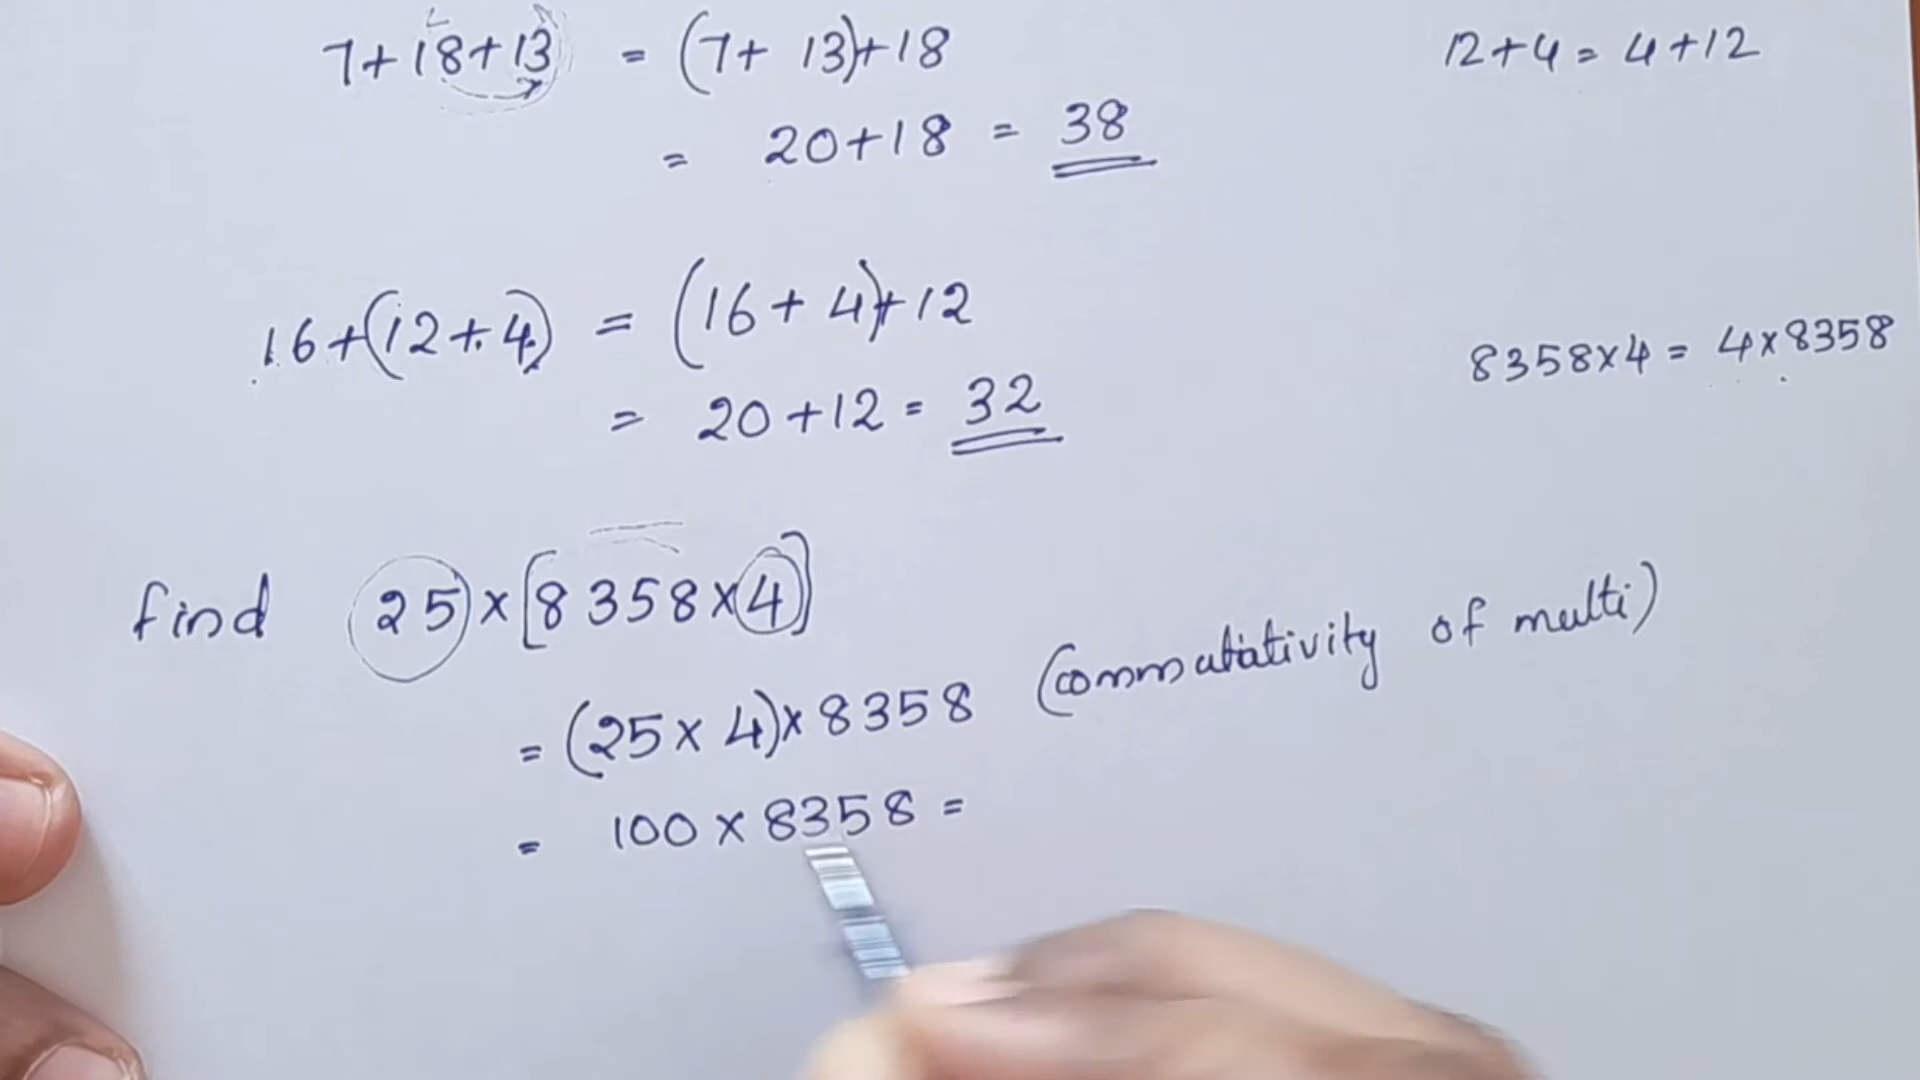 7+18+13 = (7+ 13)+18
12+4 = 4+12
= 20+18 = 38
16+(12+4) = (16+4)+12
8358×4 = 4×8358
= 20+12 = 32
find 25×[8358×4]
= (25×4)×8358 (commutativity of multi)
= 100×8358 =